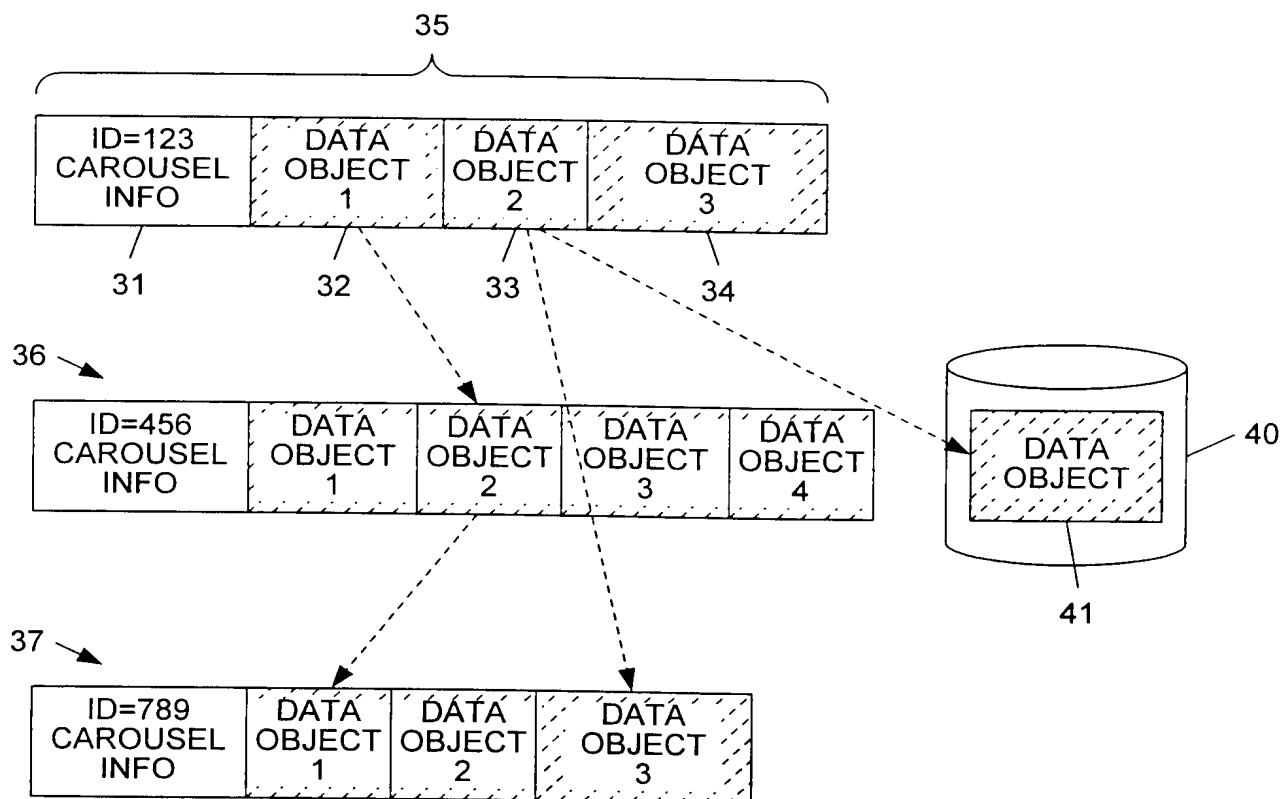 35
ID=123
CAROUSEL
INFO
DATA
OBJECT
1
DATA
OBJECT
2
DATA
OBJECT
3
31
32
33
34
36
ID=456
CAROUSEL
INFO
DATA
OBJECT
1
DATA
OBJECT
2
DATA
OBJECT
3
DATA
OBJECT
4
DATA
OBJECT
40
41
37
ID=789
CAROUSEL
INFO
DATA
OBJECT
1
DATA
OBJECT
2
DATA
OBJECT
3